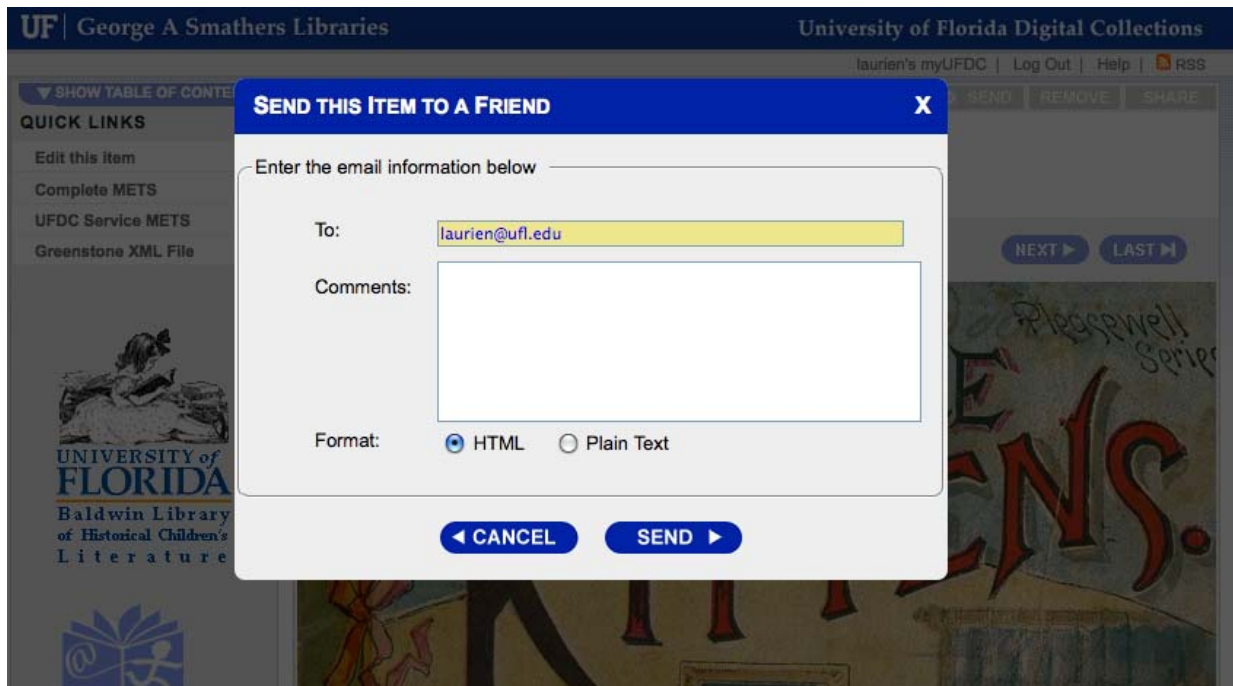 UF George A Smathers Libraries
University of Florida Digital Collections
laurien's myUFDC | Log Out | Help | RSS
SHOW TABLE OF CONTE
SEND REMOVE SHARE
QUICK LINKS
Edit this item
Complete METS
UFDC Service METS
Greenstone XML File
SEND THIS ITEM TO A FRIEND X
Enter the email information below
To: laurien@ufl.edu
Comments:
Format: HTML Plain Text
CANCEL SEND
NEXT LAST
UNIVERSITY of
FLORIDA
Baldwin Library
of Historical Children's
Literature
@
Pleasewell
Series